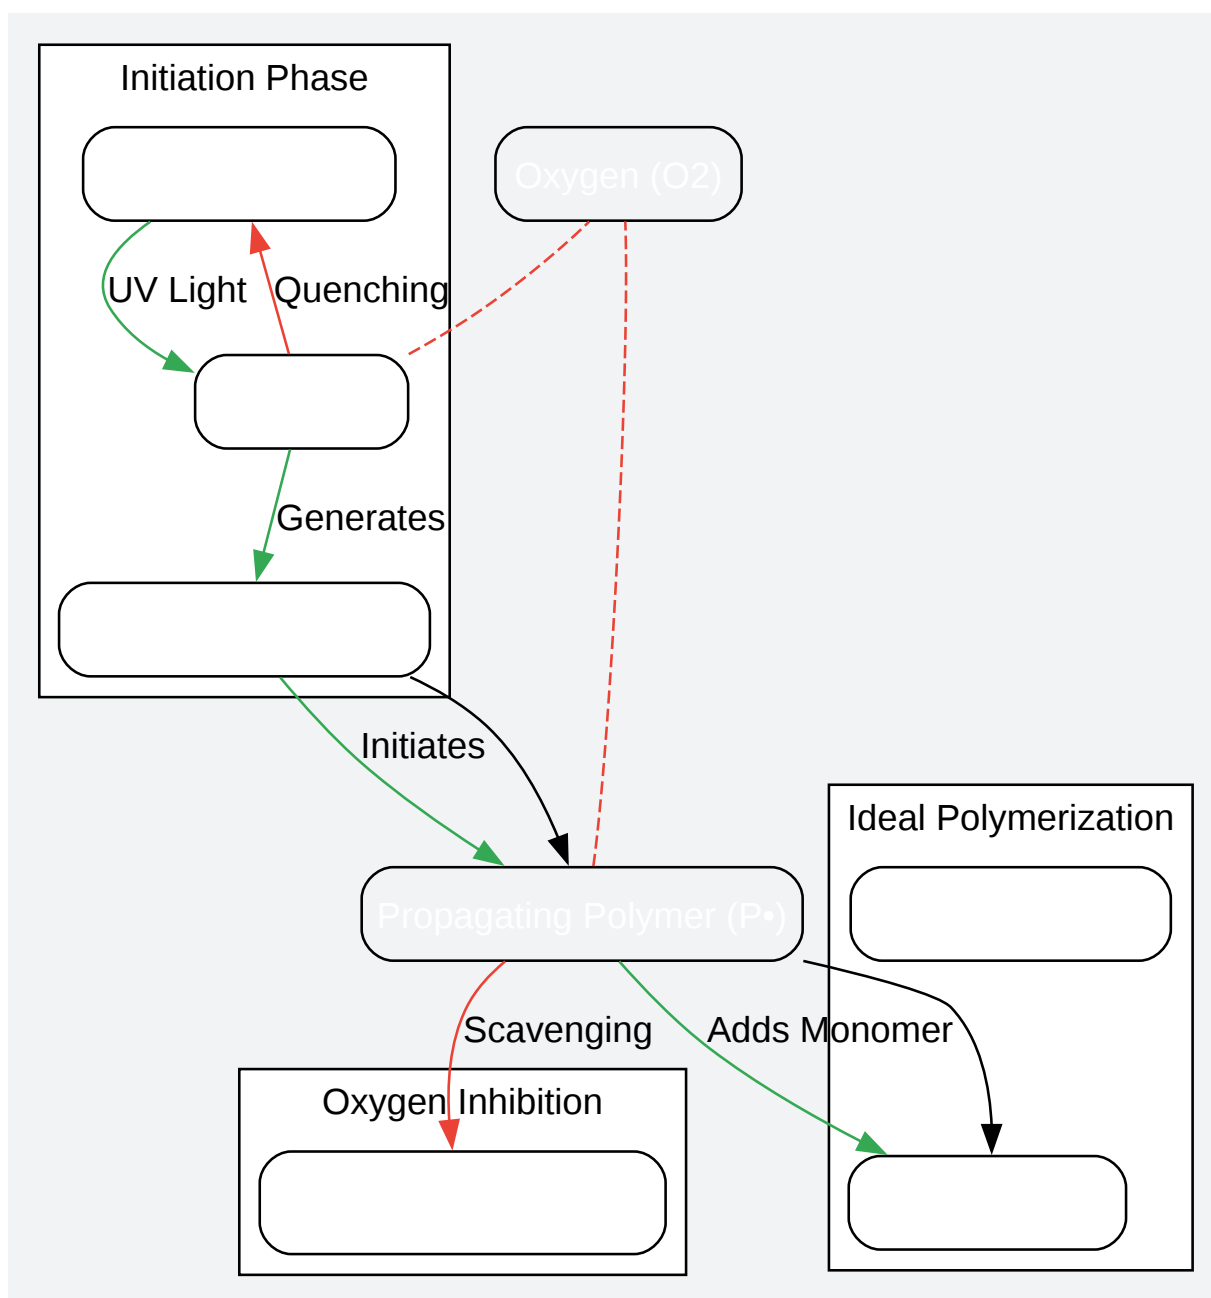 Initiation Phase
Oxygen (O2)
UV Light
Quenching
Generates
Initiates
Ideal Polymerization
Propagating Polymer (P•)
Scavenging
Adds Monomer
Oxygen Inhibition